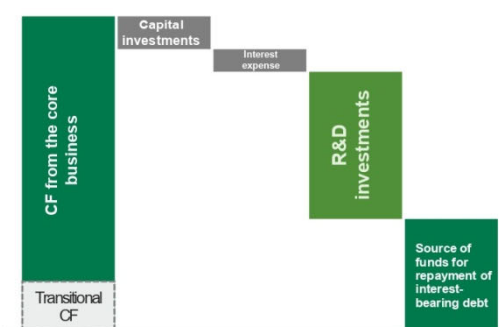 CF from the core
business
Transitional
CF
Capital
investments
Interest
expense
R&D
investments
Source of
funds for
repayment of
interest-
bearing debt